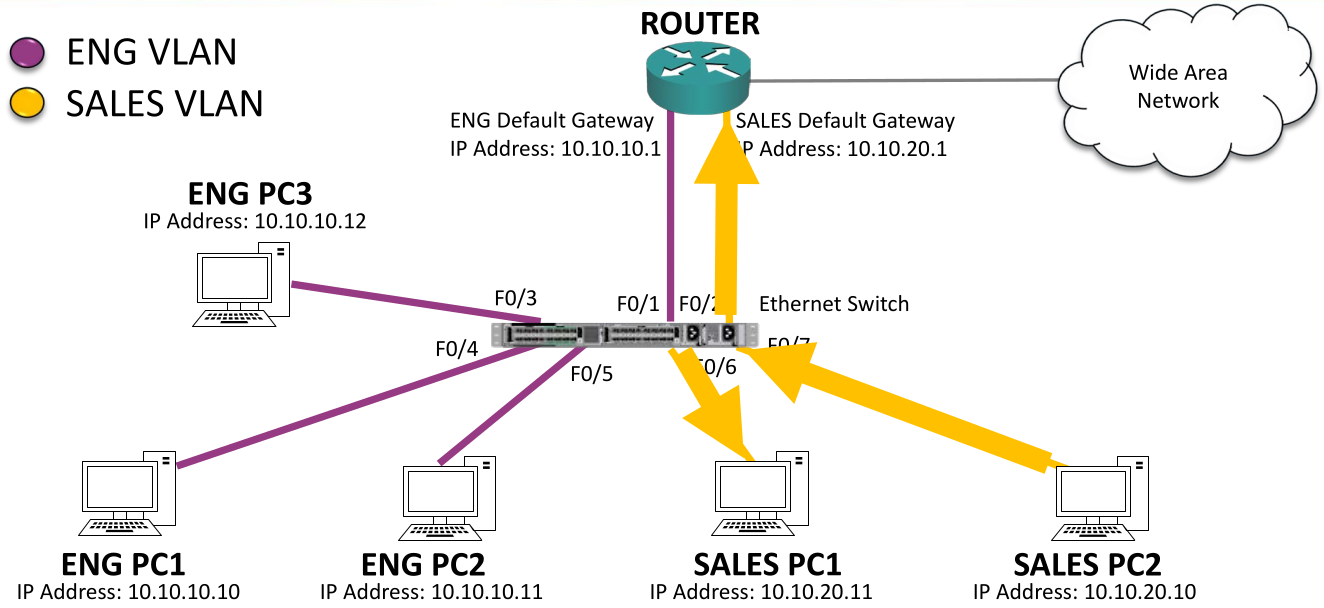 ENG VLAN
SALES VLAN
ROUTER
Wide Area
Network
ENG Default Gateway
IP Address: 10.10.10.1
SALES Default Gateway
IP Address: 10.10.20.1
ENG PC3
IP Address: 10.10.10.12
F0/3
F0/1
F0/2
Ethernet Switch
F0/4
F0/5
F0/6
F0/7
ENG PC1
IP Address: 10.10.10.10
ENG PC2
IP Address: 10.10.10.11
SALES PC1
IP Address: 10.10.20.11
SALES PC2
IP Address: 10.10.20.10